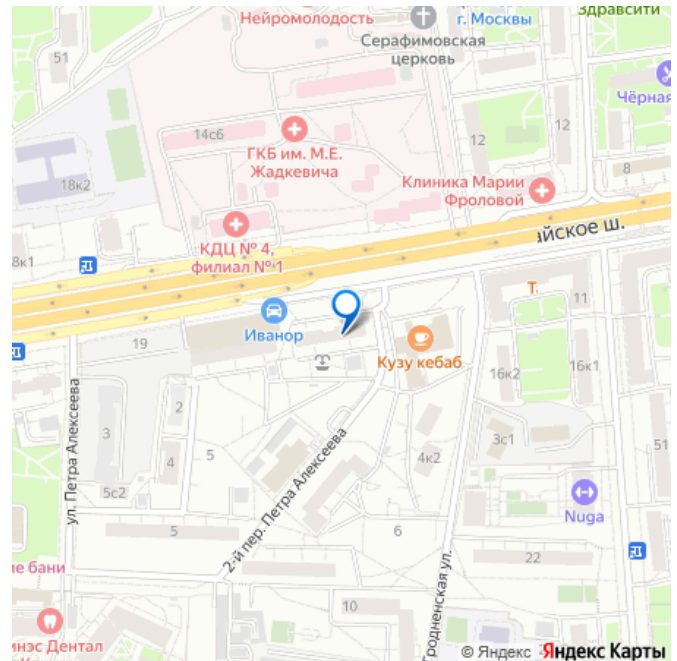 Нейромолодость
г. Москвы
Здравсити
51
Серафимовская
церковь
Чёрная
14с6
12
12
ГКБ им. М.Е.
Жадкевича
18к2
8
Клиника Марии
Фроловой
айское ш.
КДЦ № 4,
филиал № 1
8к1
Т.
11
Иванор
19
Кузу кебаб
16к2
16к1
2
3
3с1
51
4
5
4к2
5с2
ул. Петра Алексеева
2-й пер. Петра Алексеева
Nuga
5
6
22
ие бани
10
Гродненская ул.
инэс Дентал
© Яндекс Яндекс Карты